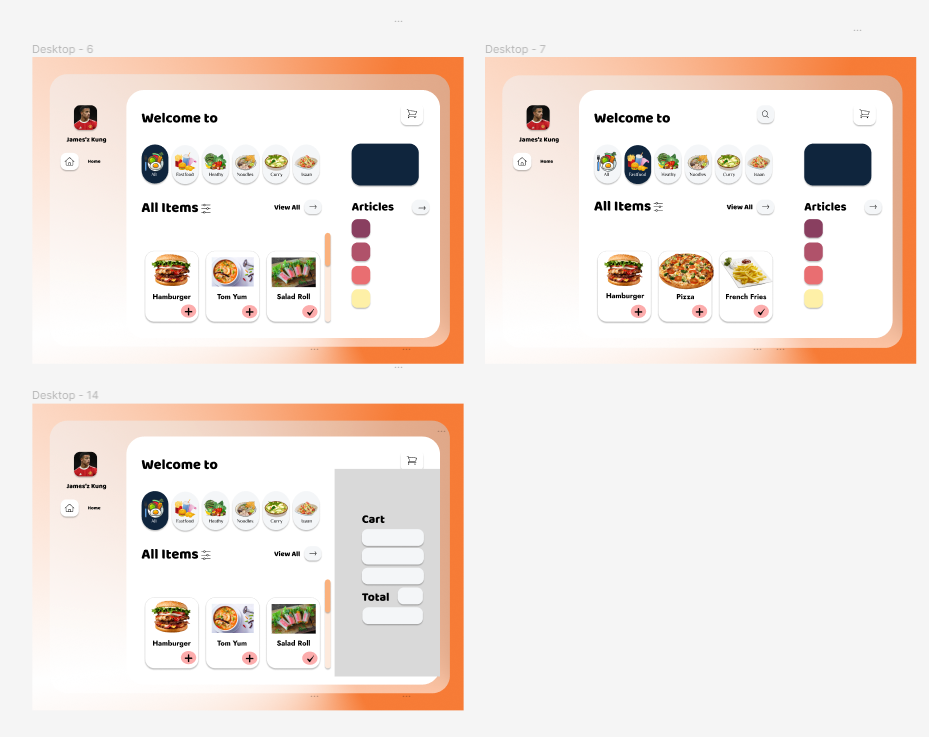 Desktop - 6
Welcome to
James'z Kung
Home
All Fastfood Heathy Noodles Curry Isaan
All Items View All
Articles
Hamburger Tom Yum Salad Roll
Desktop - 7
Welcome to
James'z Kung
Home
All Fastfood Heathy Noodles Curry Isaan
All Items View All
Articles
Hamburger Pizza French Fries
Desktop - 14
Welcome to
James'z Kung
Home
All Fastfood Heathy Noodles Curry Isaan
All Items View All
Hamburger Tom Yum Salad Roll
Cart
Total